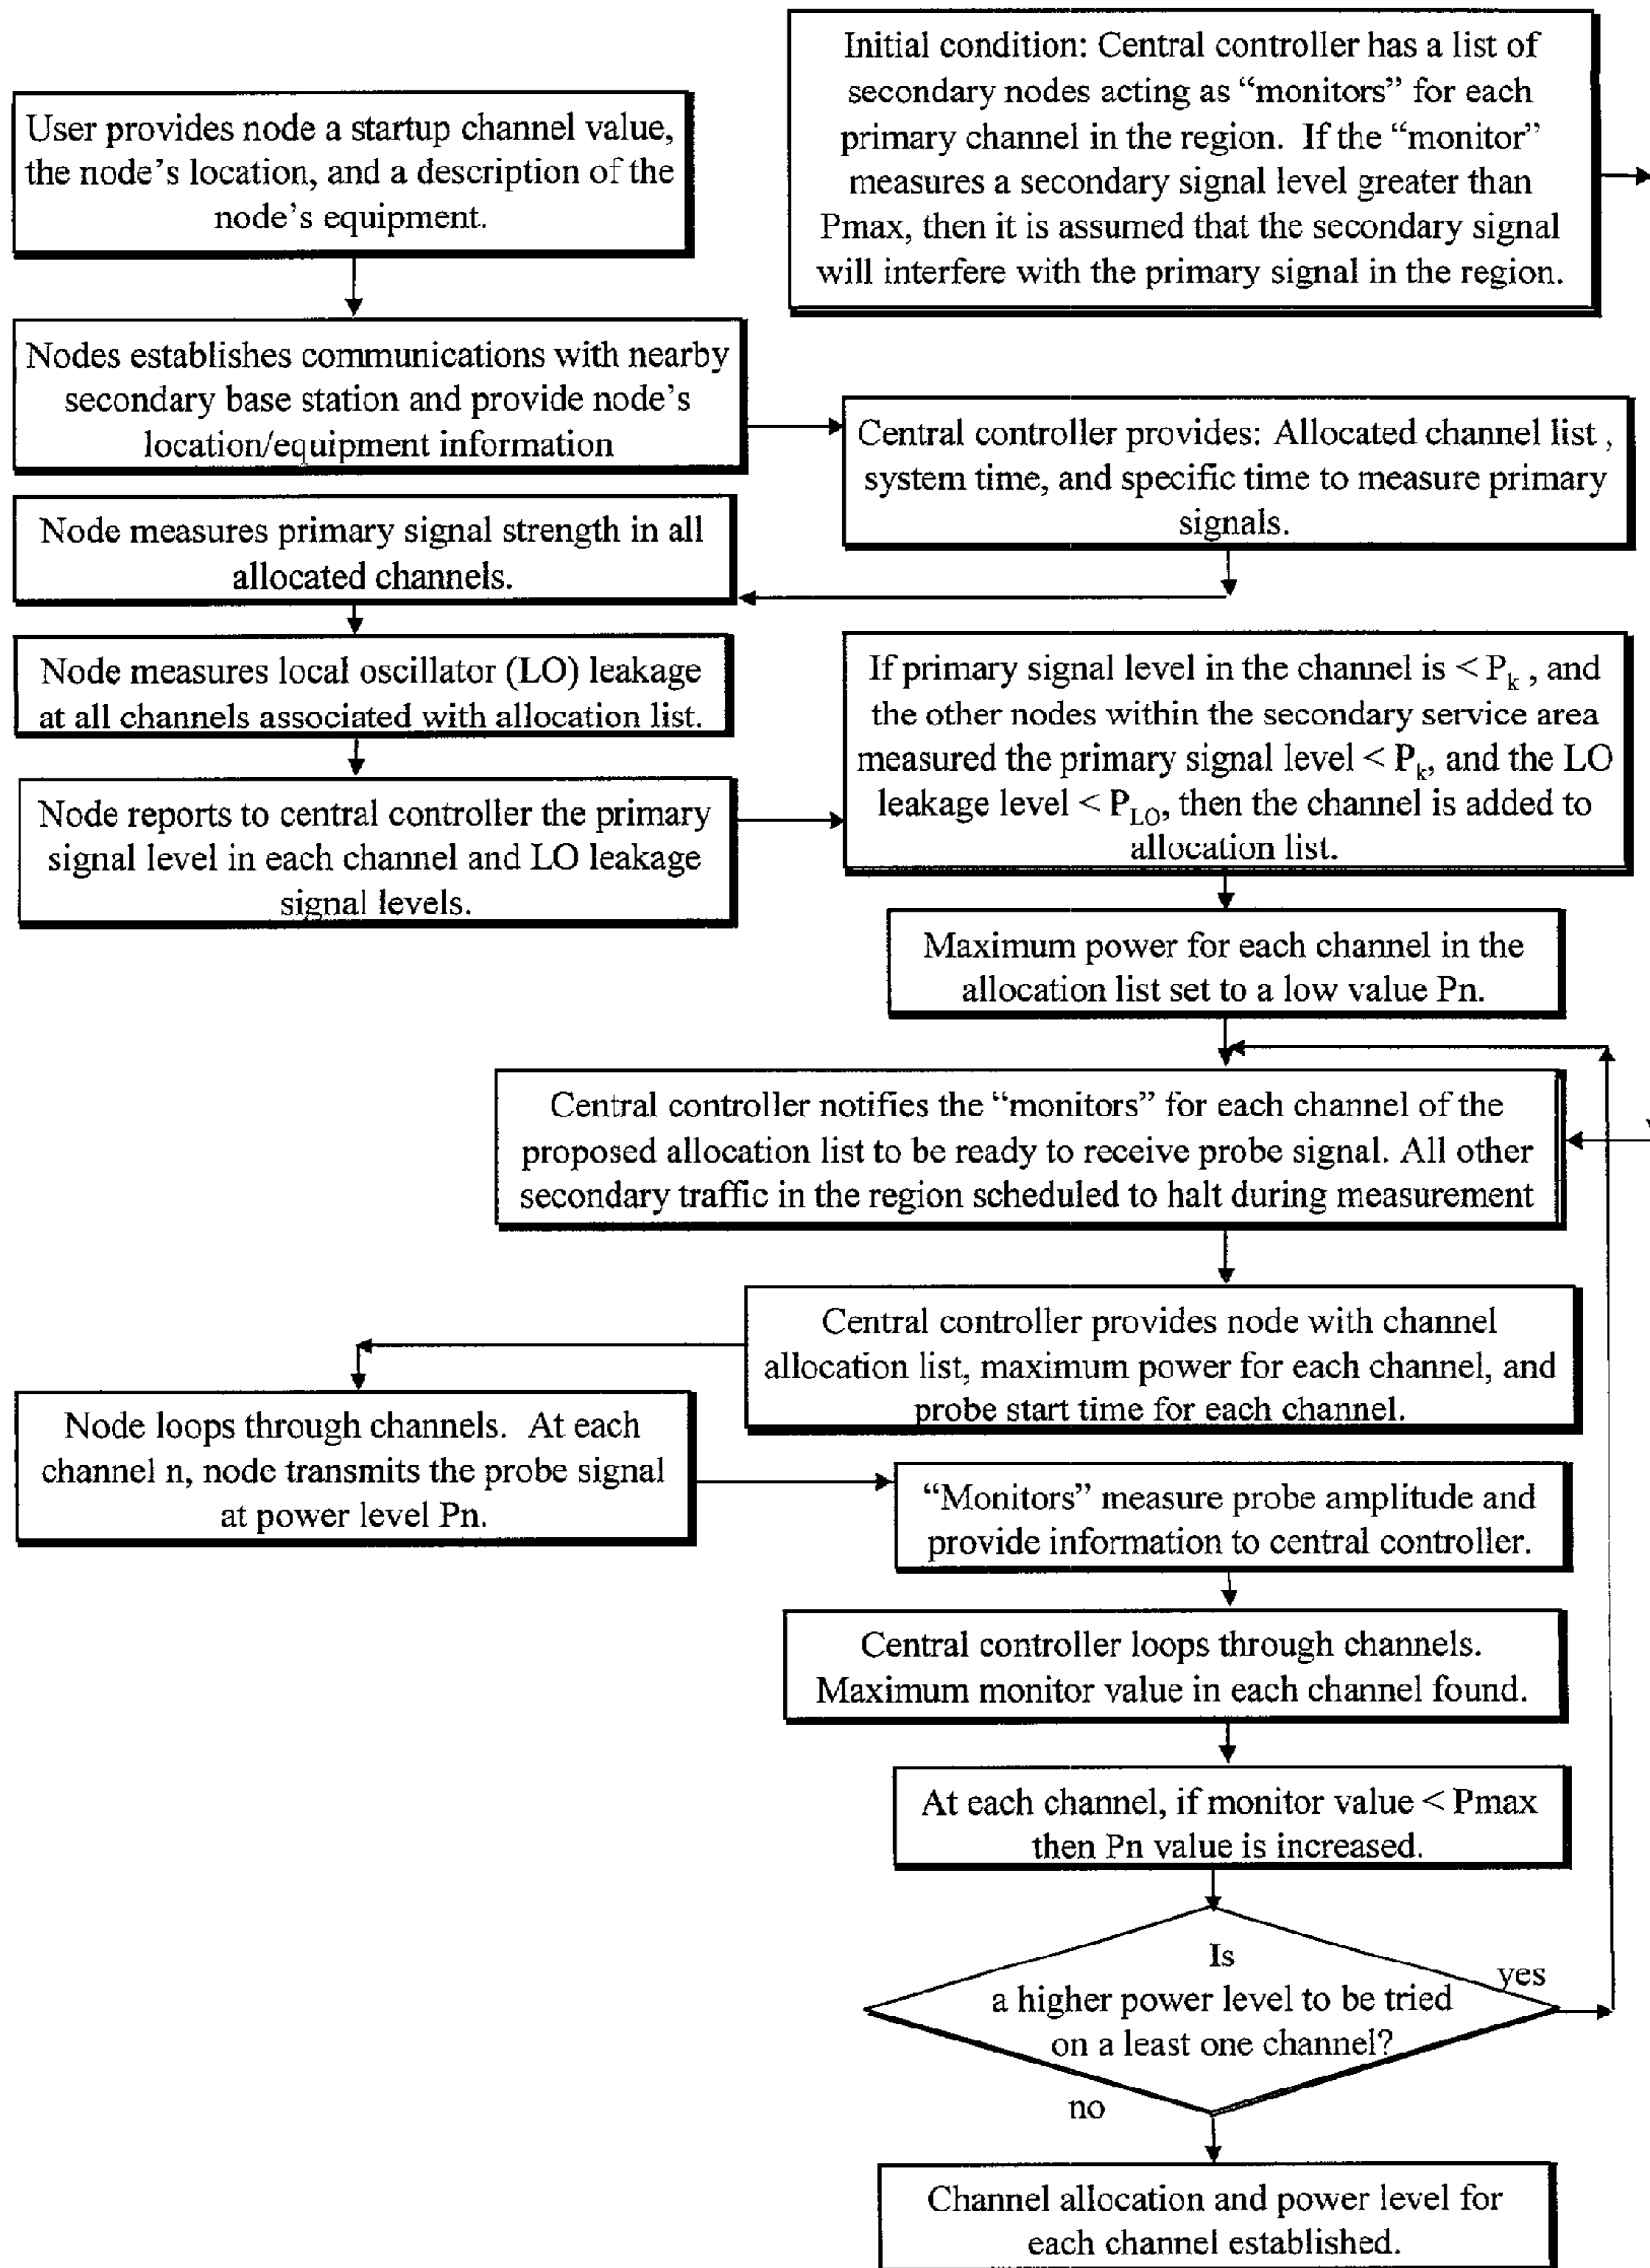 Initial condition: Central controller has a list of
secondary nodes acting as “monitors” for each
primary channel in the region. If the “monitor”
measures a secondary signal level greater than
Pmax, then it is assumed that the secondary signal
will interfere with the primary signal in the region.
User provides node a startup channel value,
the node’s location, and a description of the
node’s equipment.
Nodes establishes communications with nearby
secondary base station and provide node’s
location/equipment information
Central controller provides: Allocated channel list ,
system time, and specific time to measure primary
signals.
Node measures primary signal strength in all
allocated channels.
Node measures local oscillator (LO) leakage
at all channels associated with allocation list.
Node reports to central controller the primary
signal level in each channel and LO leakage
signal levels.
If primary signal level in the channel is < Pk , and
the other nodes within the secondary service area
measured the primary signal level < Pk, and the LO
leakage level < PLO, then the channel is added to
allocation list.
Maximum power for each channel in the
allocation list set to a low value Pn.
Central controller notifies the “monitors” for each channel of the
proposed allocation list to be ready to receive probe signal. All other
secondary traffic in the region scheduled to halt during measurement
Central controller provides node with channel
allocation list, maximum power for each channel, and
probe start time for each channel.
Node loops through channels. At each
channel n, node transmits the probe signal
at power level Pn.
“Monitors” measure probe amplitude and
provide information to central controller.
Central controller loops through channels.
Maximum monitor value in each channel found.
At each channel, if monitor value < Pmax
then Pn value is increased.
Is
a higher power level to be tried
on a least one channel?
yes
no
Channel allocation and power level for
each channel established.